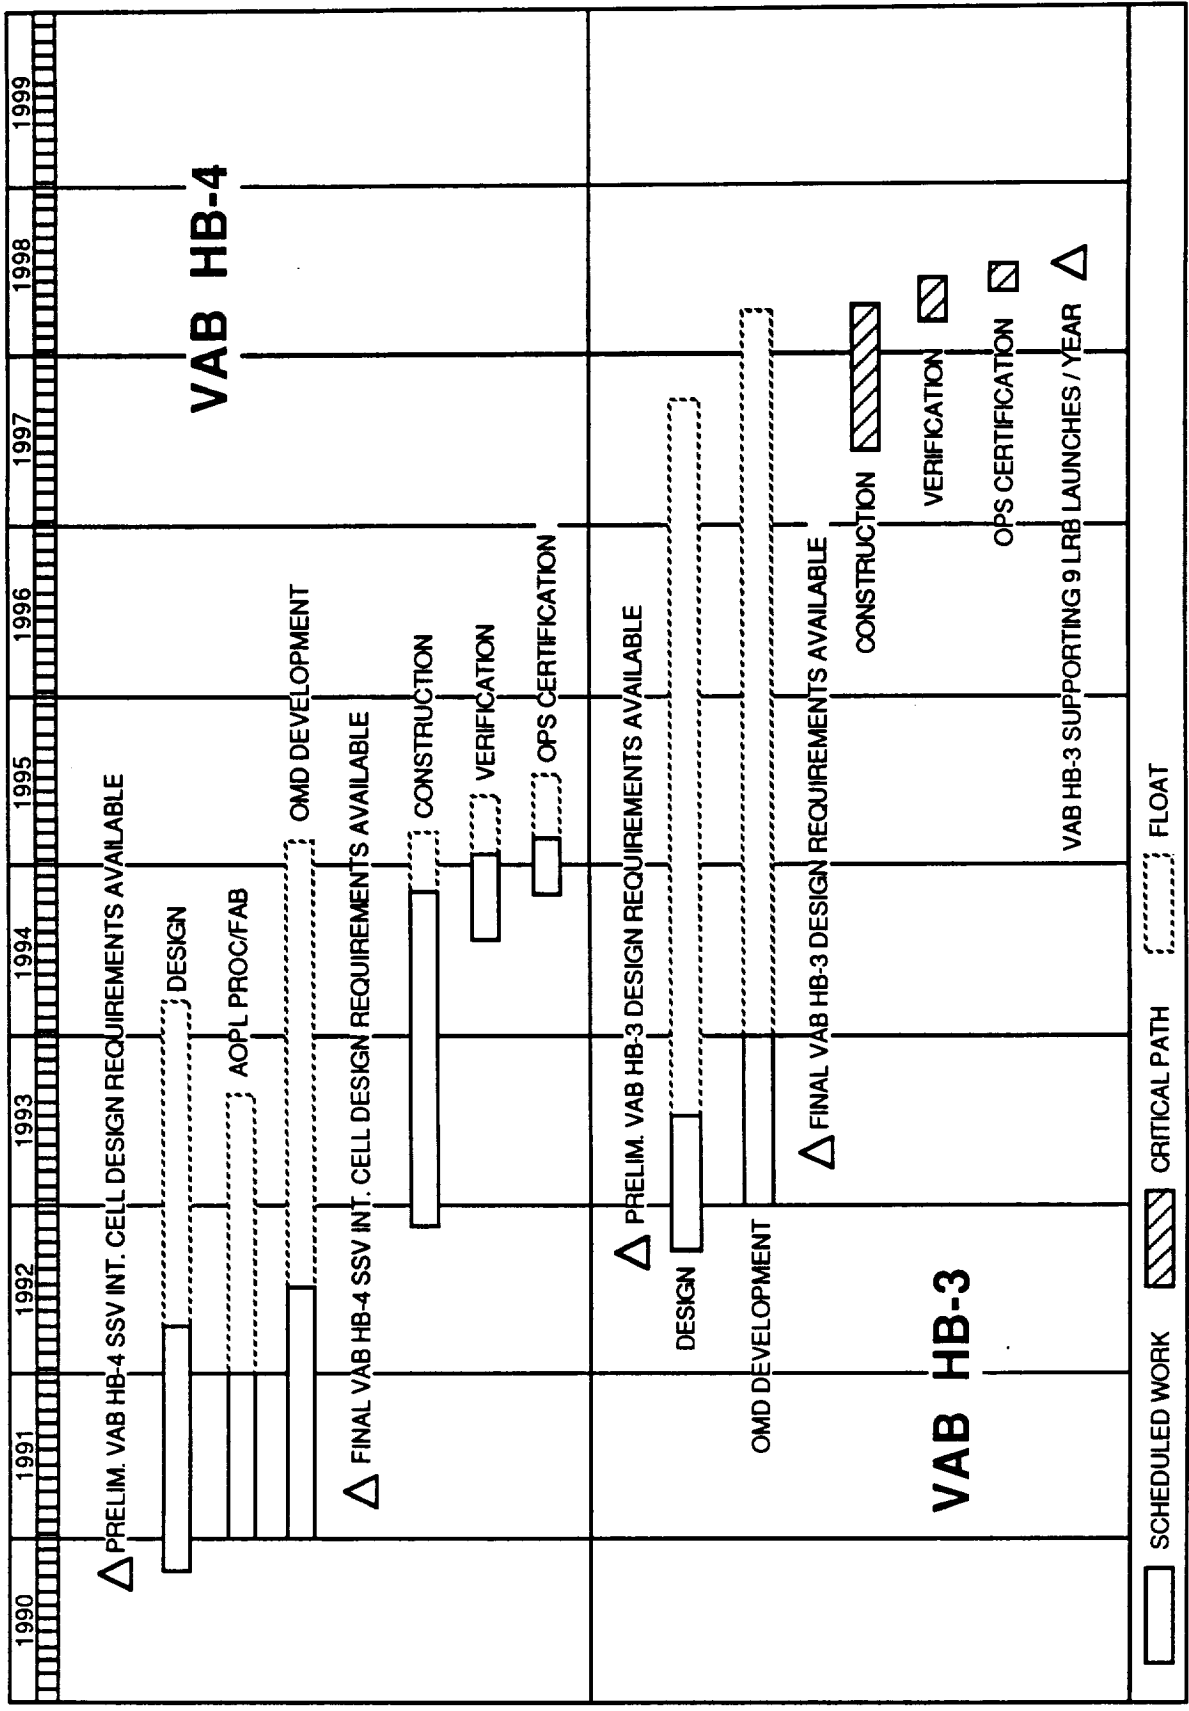 1990 1991 1992 1993 1994 1995 1996 1997 1998 1999
PRELIM. VAB HB-4 SSV INT. CELL DESIGN REQUIREMENTS AVAILABLE
DESIGN
VAB HB-4
AOPL PROC/FAB
OMD DEVELOPMENT
FINAL VAB HB-4 SSV INT. CELL DESIGN REQUIREMENTS AVAILABLE
CONSTRUCTION
VERIFICATION
OPS CERTIFICATION
PRELIM. VAB HB-3 DESIGN REQUIREMENTS AVAILABLE
DESIGN
OMD DEVELOPMENT
FINAL VAB HB-3 DESIGN REQUIREMENTS AVAILABLE
CONSTRUCTION
VERIFICATION
VAB HB-3
OPS CERTIFICATION
VAB HB-3 SUPPORTING 9 LRB LAUNCHES / YEAR
SCHEDULED WORK CRITICAL PATH FLOAT